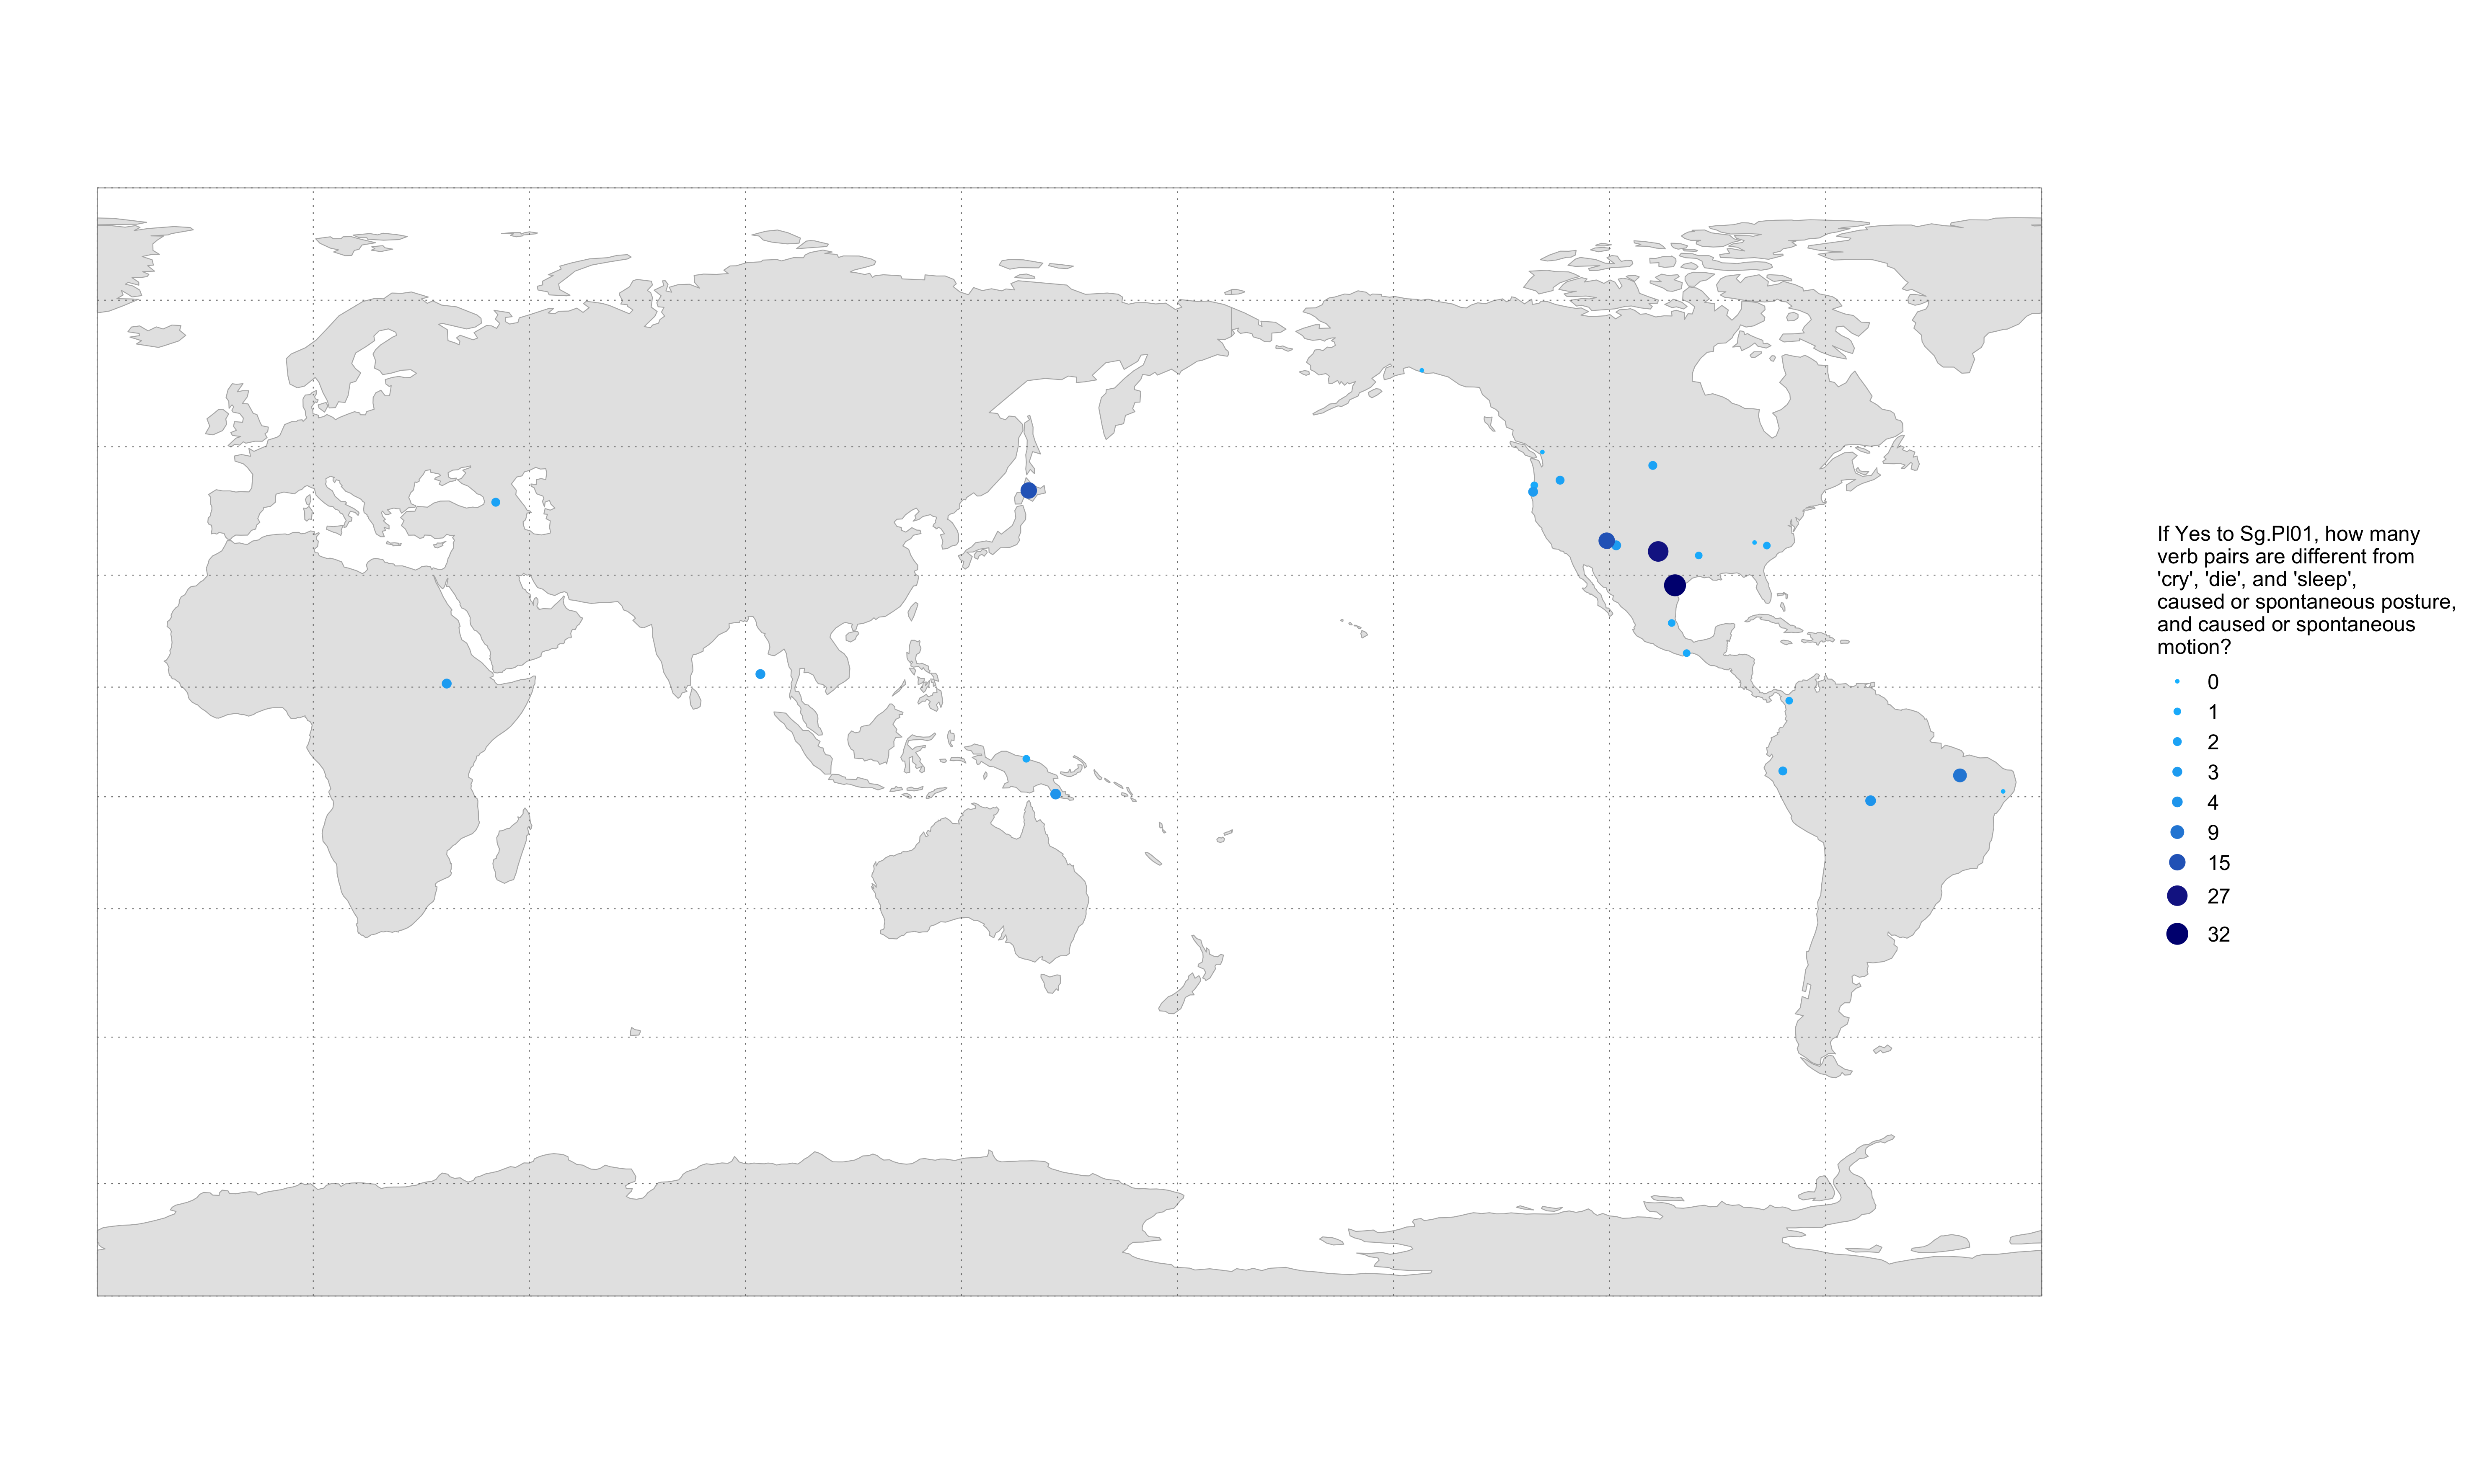 If Yes to Sg.Pl01, how many
verb pairs are different from
'cry', 'die', and 'sleep',
caused or spontaneous posture,
and caused or spontaneous
motion?
0
1
2
3
4
9
15
27
32